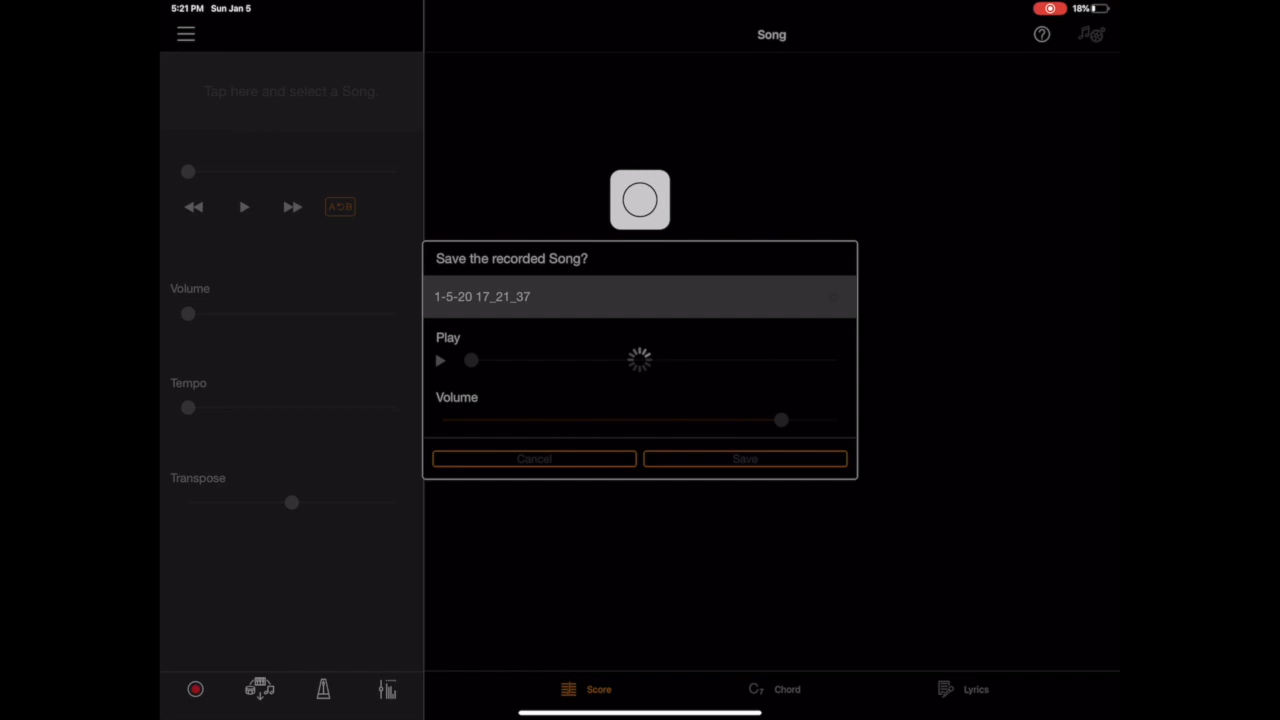 5:21 PM Sun Jan 5
18%
Song
Tap here and select a Song.
A B
Volume
Tempo
Transpose
Save the recorded Song?
1-5-20 17_21_37
Play
Volume
Cancel
Save
Score
C7 Chord
Lyrics